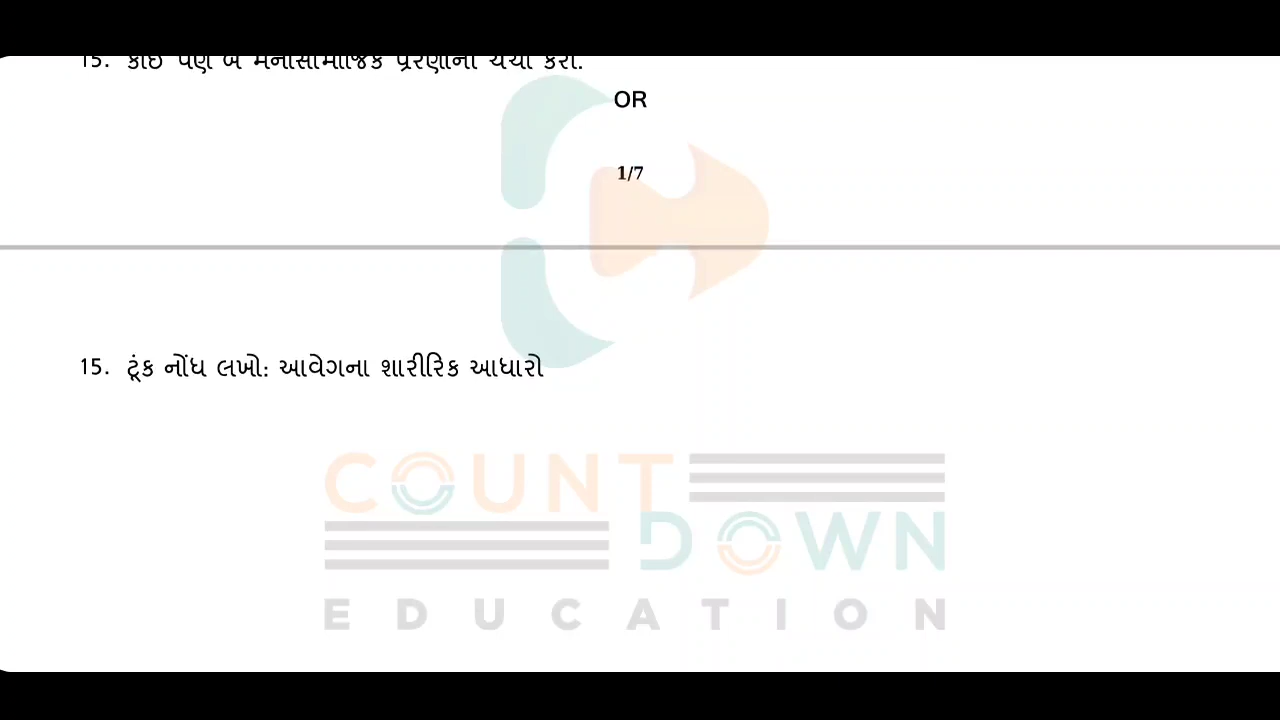 15. કોઈ પણ બે મનોસામાજિક પ્રેરણોની ચર્ચા કરો.
OR
1/7
15. ટૂંક નોંધ લખો: આવેગના શારીરિક આધારો
COUNT
DOWN
EDUCATION